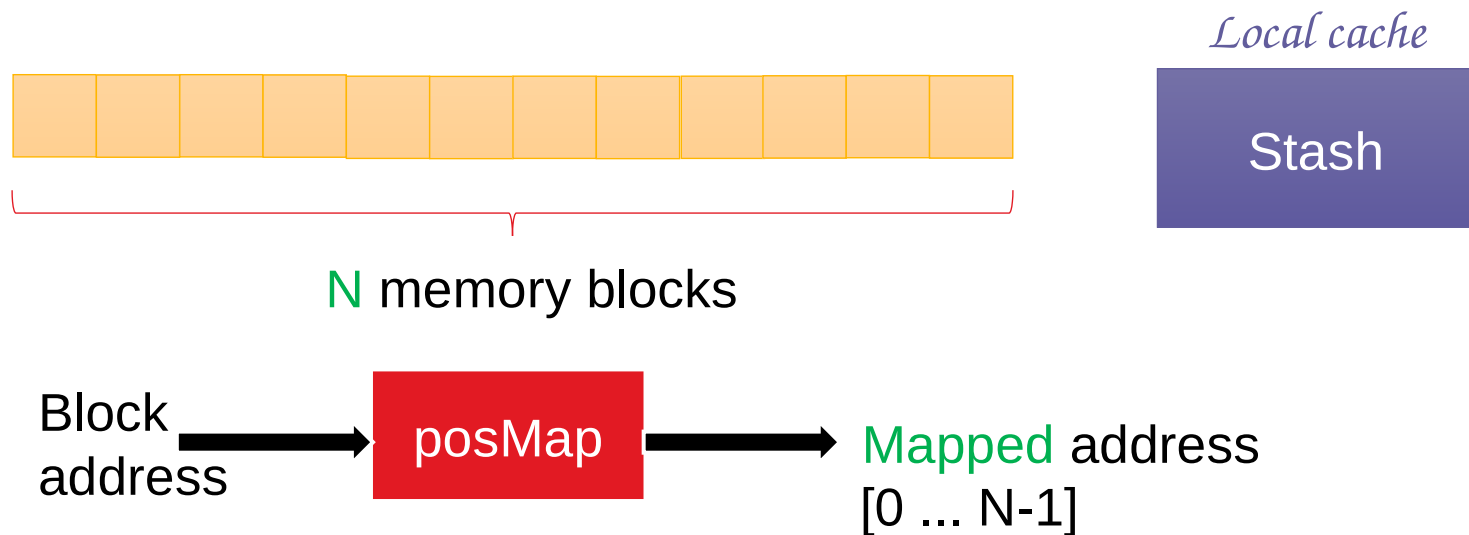 Local cache
Stash
N memory blocks
Block
address
posMap
Mapped address
[0 ... N-1]